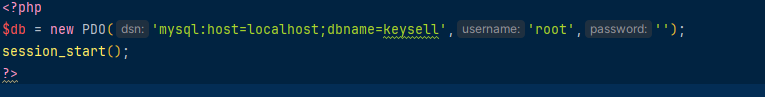 <?php
$db = new PDO( dsn: 'mysql:host=localhost;dbname=keysell', username: 'root', password: '');
session_start();
?>